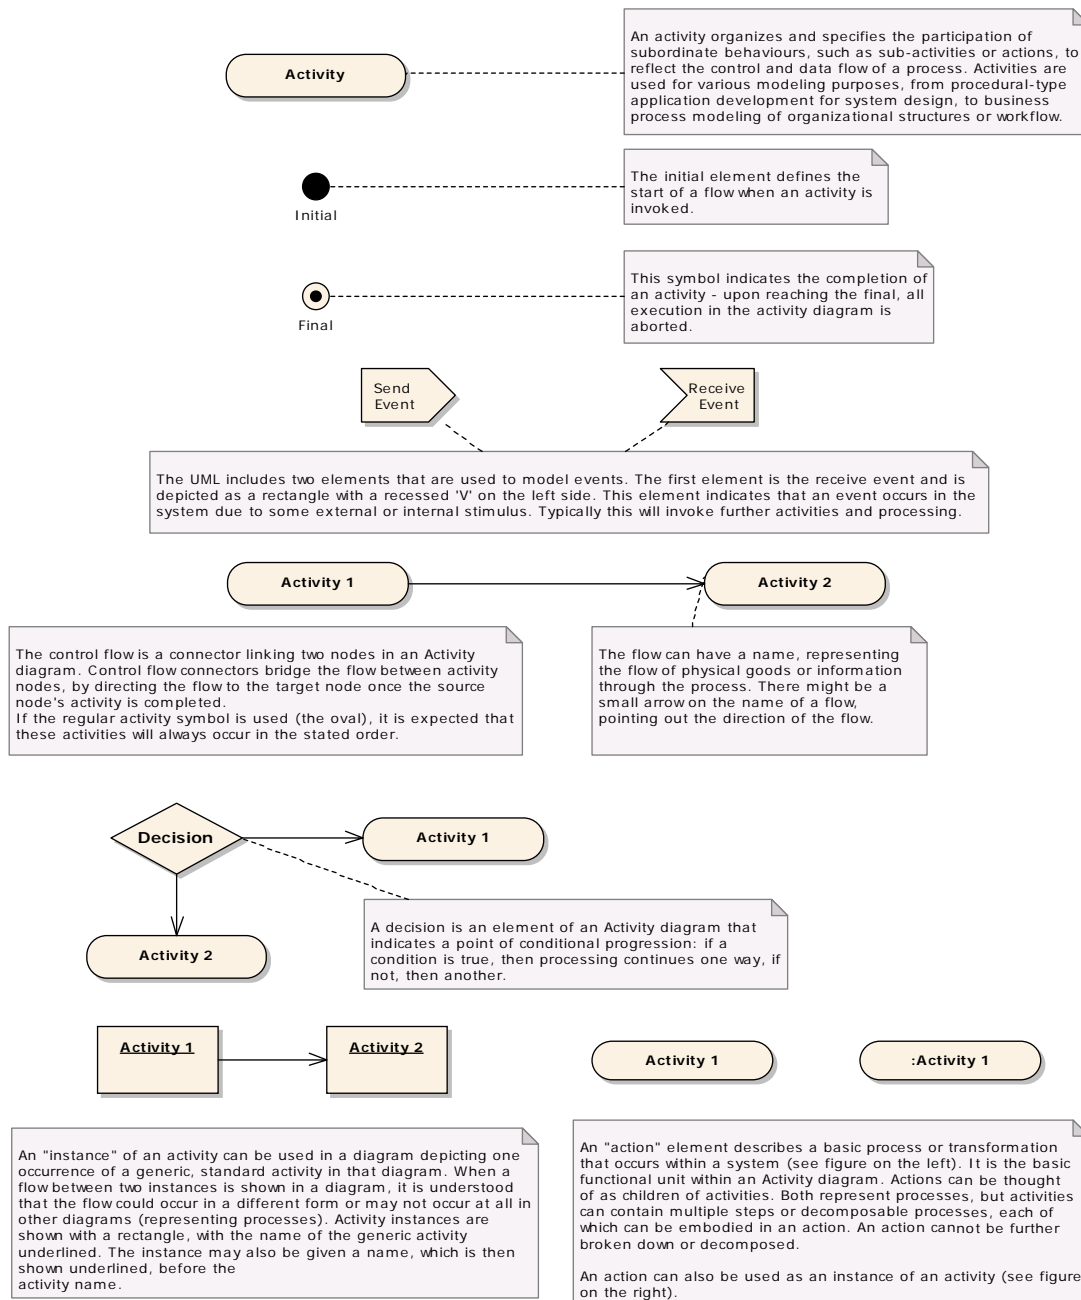 Activity
An activity organizes and specifies the participation of
subordinate behaviours, such as sub-activities or actions, to
reflect the control and data flow of a process. Activities are
used for various modeling purposes, from procedural-type
application development for system design, to business
process modeling of organizational structures or workflow.
Initial
The initial element defines the
start of a flow when an activity is
invoked.
Final
This symbol indicates the completion of
an activity - upon reaching the final, all
execution in the activity diagram is
aborted.
Send
Event
Receive
Event
The UML includes two elements that are used to model events. The first element is the receive event and is
depicted as a rectangle with a recessed 'V' on the left side. This element indicates that an event occurs in the
system due to some external or internal stimulus. Typically this will invoke further activities and processing.
Activity 1
Activity 2
The control flow is a connector linking two nodes in an Activity
diagram. Control flow connectors bridge the flow between activity
nodes, by directing the flow to the target node once the source
node's activity is completed.
If the regular activity symbol is used (the oval), it is expected that
these activities will always occur in the stated order.
The flow can have a name, representing
the flow of physical goods or information
through the process. There might be a
small arrow on the name of a flow,
pointing out the direction of the flow.
Decision
Activity 1
Activity 2
A decision is an element of an Activity diagram that
indicates a point of conditional progression: if a
condition is true, then processing continues one way, if
not, then another.
Activity 1
Activity 2
Activity 1
:Activity 1
An "instance" of an activity can be used in a diagram depicting one
occurrence of a generic, standard activity in that diagram. When a
flow between two instances is shown in a diagram, it is understood
that the flow could occur in a different form or may not occur at all in
other diagrams (representing processes). Activity instances are
shown with a rectangle, with the name of the generic activity
underlined. The instance may also be given a name, which is then
shown underlined, before the
activity name.
An "action" element describes a basic process or transformation
that occurs within a system (see figure on the left). It is the basic
functional unit within an Activity diagram. Actions can be thought
of as children of activities. Both represent processes, but activities
can contain multiple steps or decomposable processes, each of
which can be embodied in an action. An action cannot be further
broken down or decomposed.
An action can also be used as an instance of an activity (see figure
on the right).